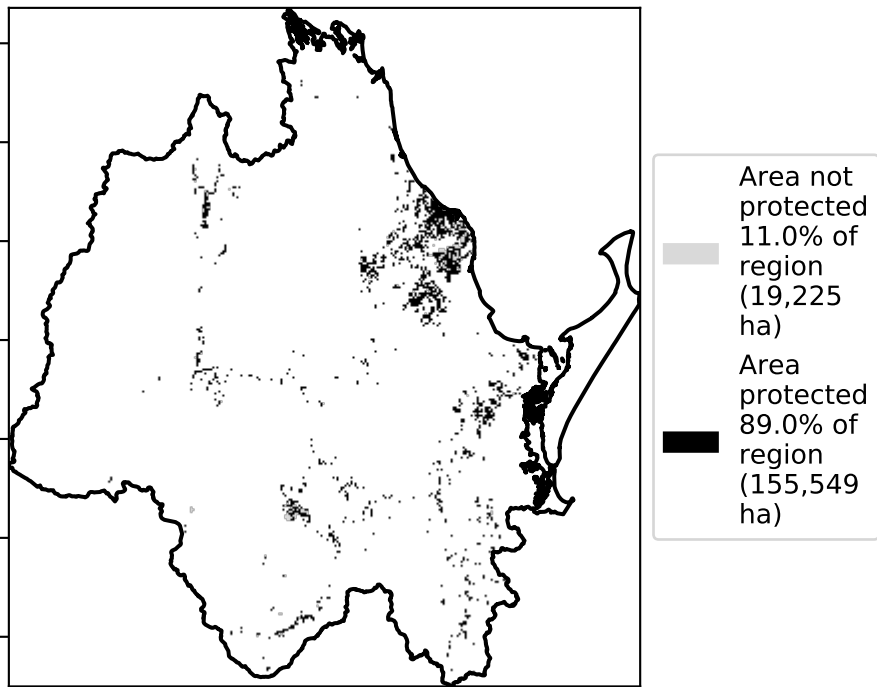 Area not
protected
11.0% of
region
(19,225
ha)
Area
protected
89.0% of
region
(155,549
ha)